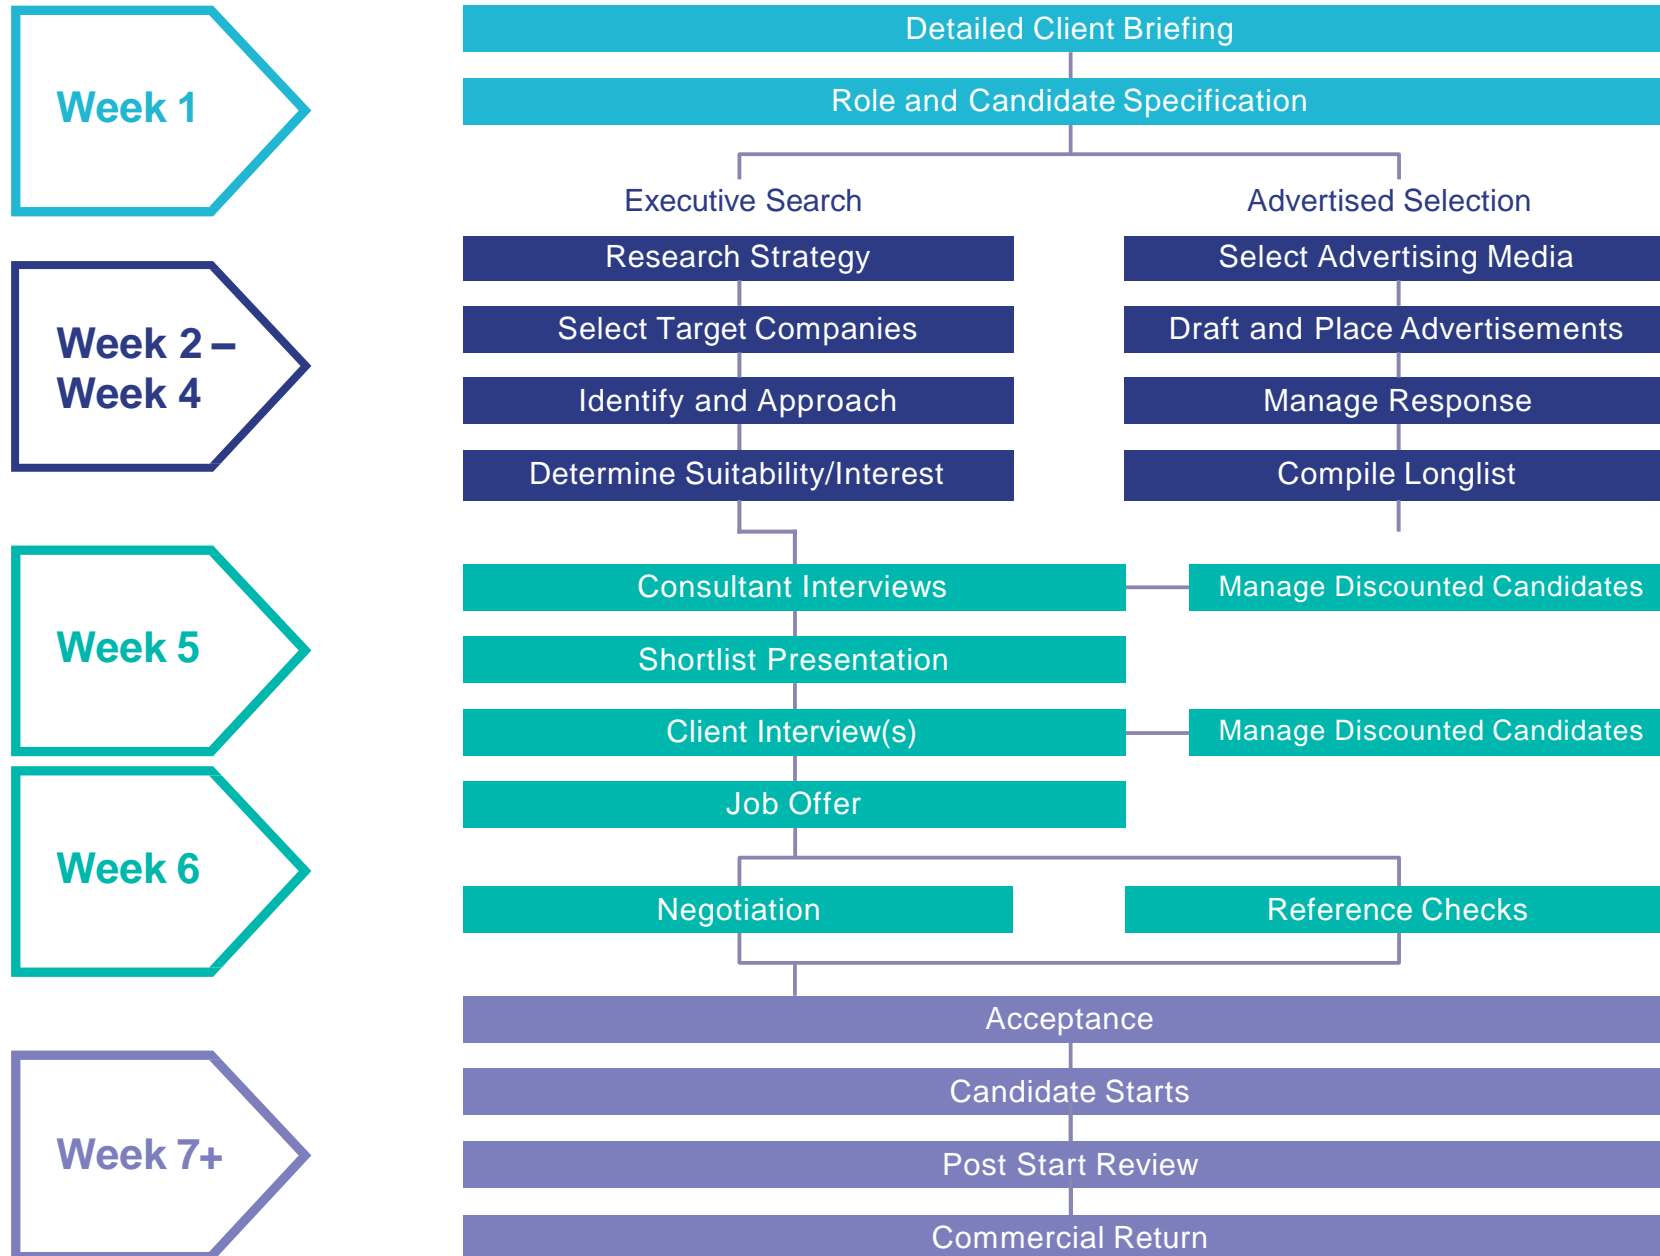 Week 1
Detailed Client Briefing
Role and Candidate Specification
Executive Search
Advertised Selection
Week 2 –
Week 4
Research Strategy
Select Advertising Media
Select Target Companies
Draft and Place Advertisements
Identify and Approach
Manage Response
Determine Suitability/Interest
Compile Longlist
Week 5
Consultant Interviews
Manage Discounted Candidates
Shortlist Presentation
Client Interview(s)
Manage Discounted Candidates
Week 6
Job Offer
Negotiation
Reference Checks
Week 7+
Acceptance
Candidate Starts
Post Start Review
Commercial Return